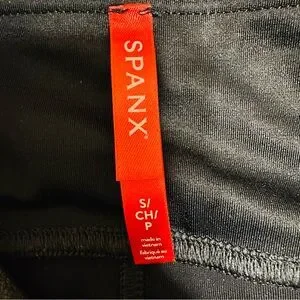 SPANX®
S/
CH/
P
made in
vietnam
fabriqué au
vietnam